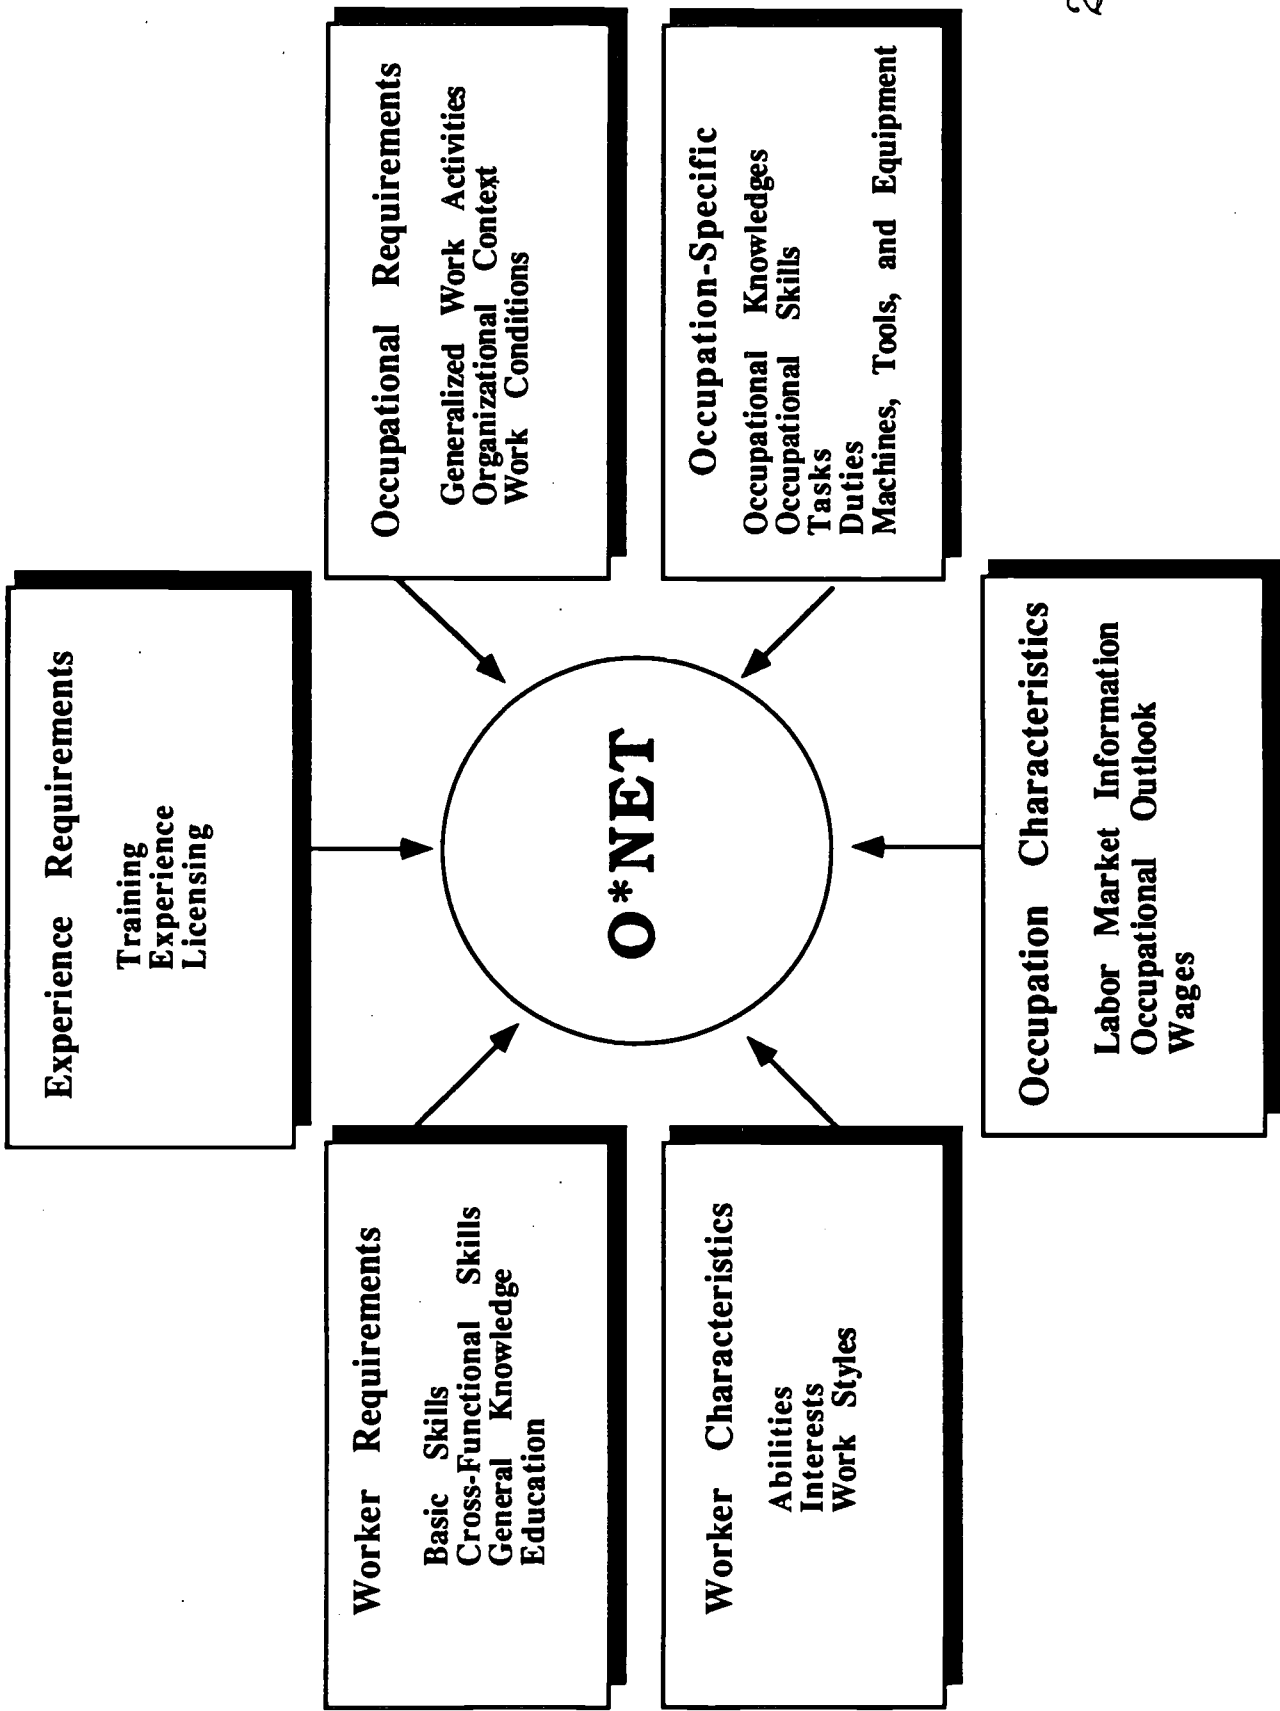 Experience Requirements
Training
Experience
Licensing
Worker Requirements
Basic Skills
Cross-Functional Skills
General Knowledge
Education
Occupational Requirements
Generalized Work Activities
Organizational Context
Work Conditions
O*NET
Worker Characteristics
Abilities
Interests
Work Styles
Occupation-Specific
Occupational Knowledges
Occupational Skills
Tasks
Duties
Machines, Tools, and Equipment
Occupation Characteristics
Labor Market Information
Occupational Outlook
Wages